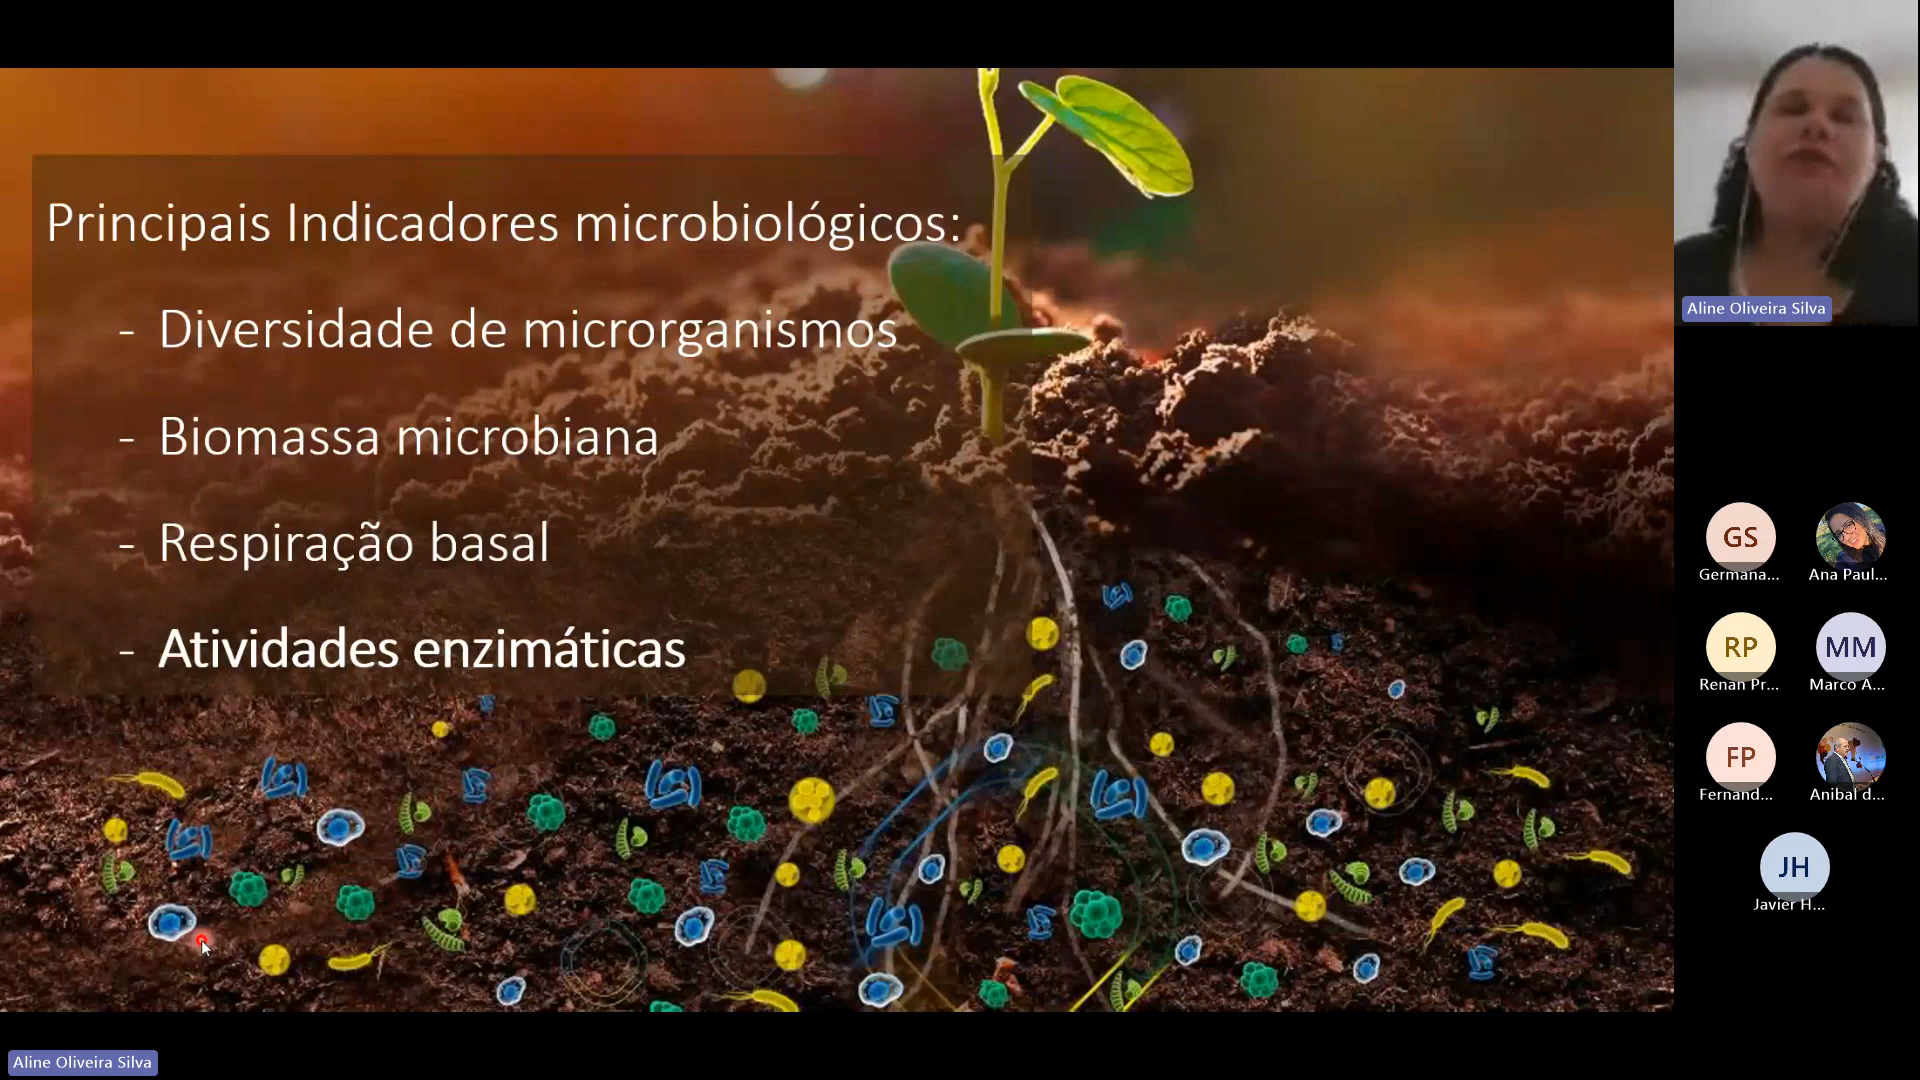 Principais Indicadores microbiológicos:
- Diversidade de microrganismos
- Biomassa microbiana
- Respiração basal
- Atividades enzimáticas
Aline Oliveira Silva
GS
Germana...
Ana Paul...
RP
Renan Pr...
MM
Marco A...
FP
Fernand...
Anibal d...
JH
Javier H...
Aline Oliveira Silva